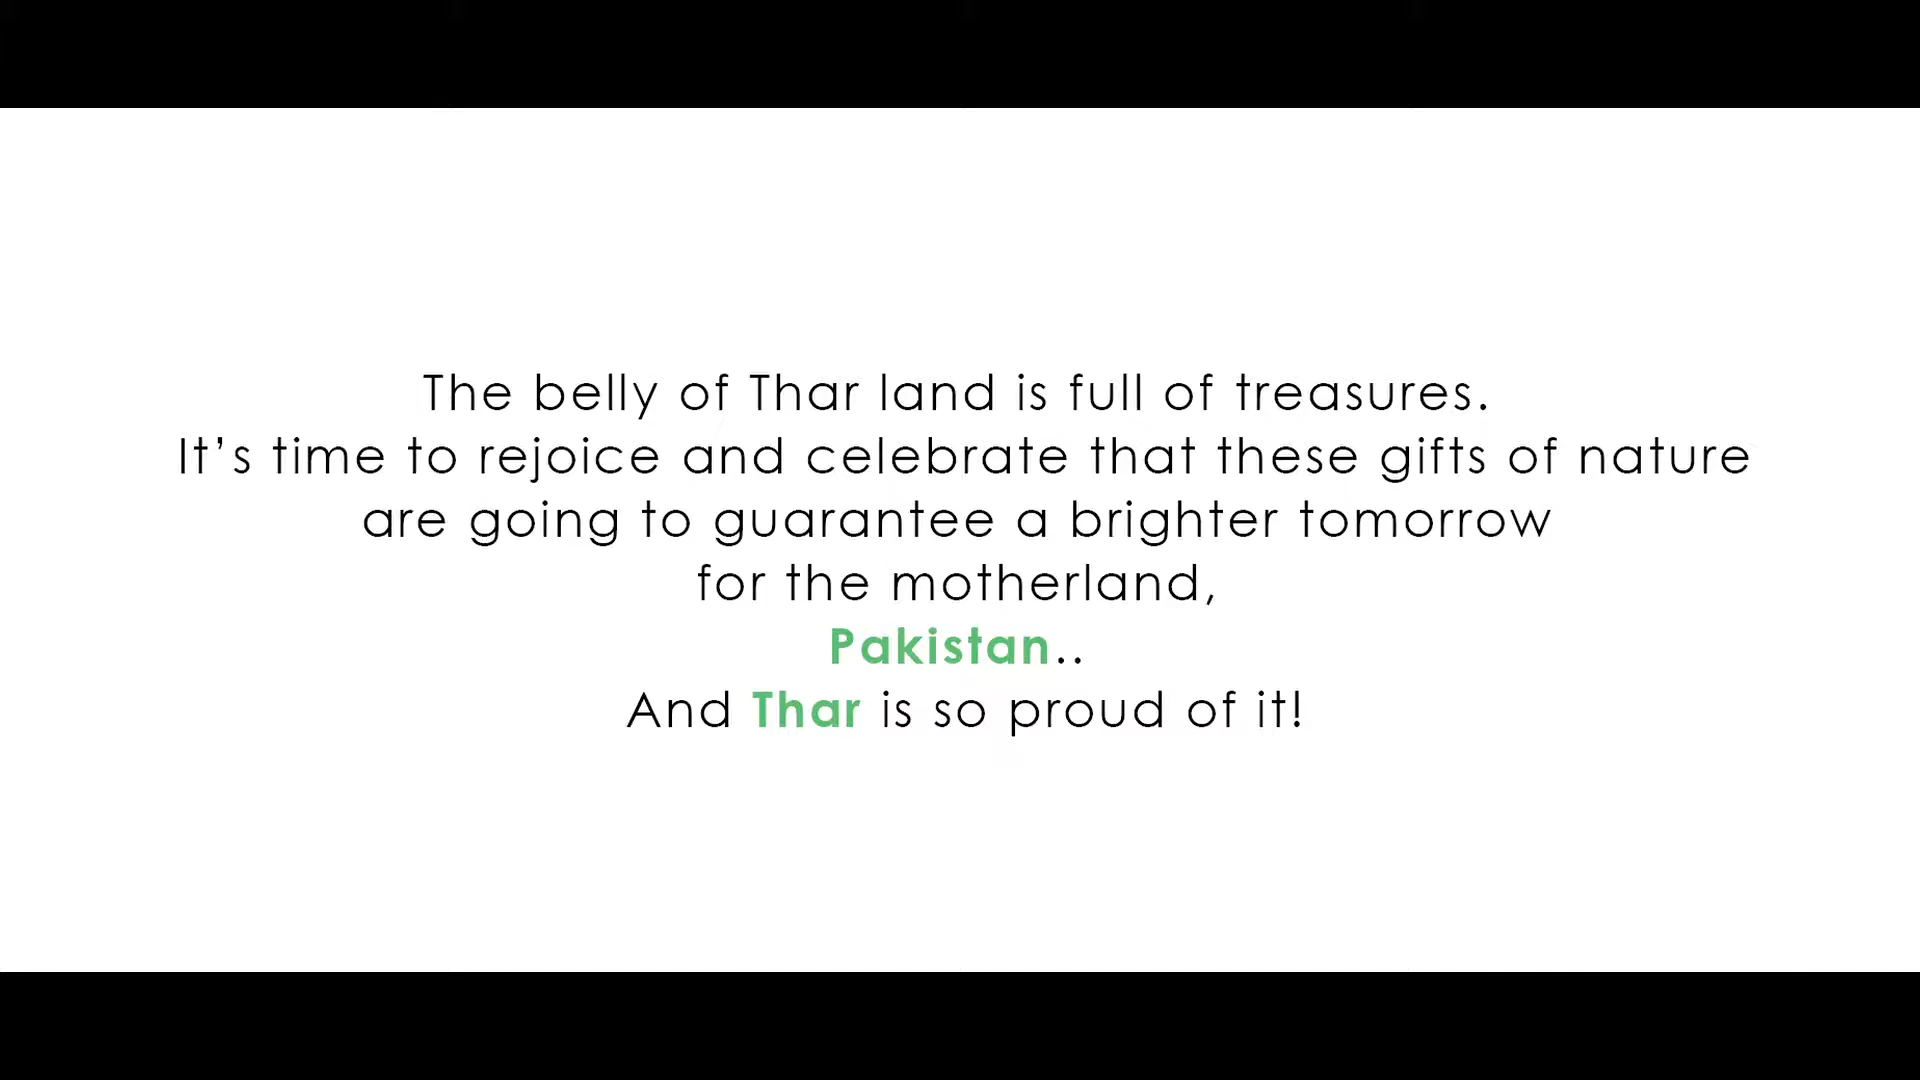 The belly of Thar land is full of treasures.
It’s time to rejoice and celebrate that these gifts of nature
are going to guarantee a brighter tomorrow
for the motherland,
Pakistan..
And Thar is so proud of it!